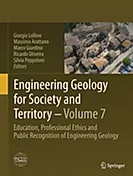 Giorgio Lollino
Massimo Arattano
Marco Giardino
Ricardo Oliveira
Silvia Peppoloni
Editors
Engineering Geology
for Society and
Territory – Volume 7
Education, Professional Ethics and
Public Recognition of Engineering Geology